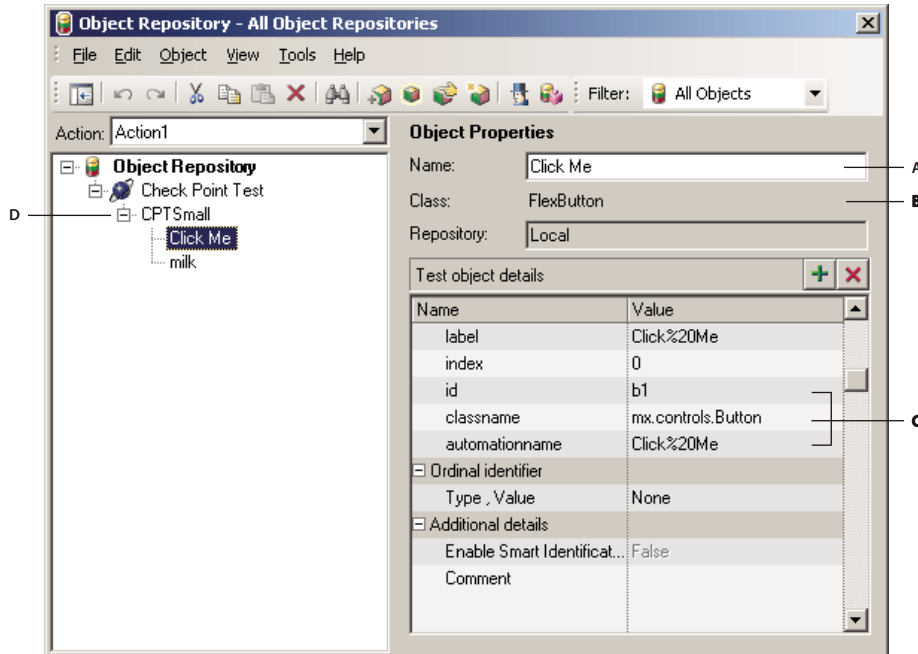 Object Repository - All Object Repositories
File Edit Object View Tools Help
Filter: All Objects
Action: Action1
Object Repository
Check Point Test
D
CPTSmall
Click Me
milk
Object Properties
Name: Click Me
A
Class: FlexButton
B
Repository: Local
Test object details
Name Value
label Click%20Me
index 0
id b1
classname mx.controls.Button
C
automationname Click%20Me
Ordinal identifier
Type , Value None
Additional details
Enable Smart Identificat... False
Comment